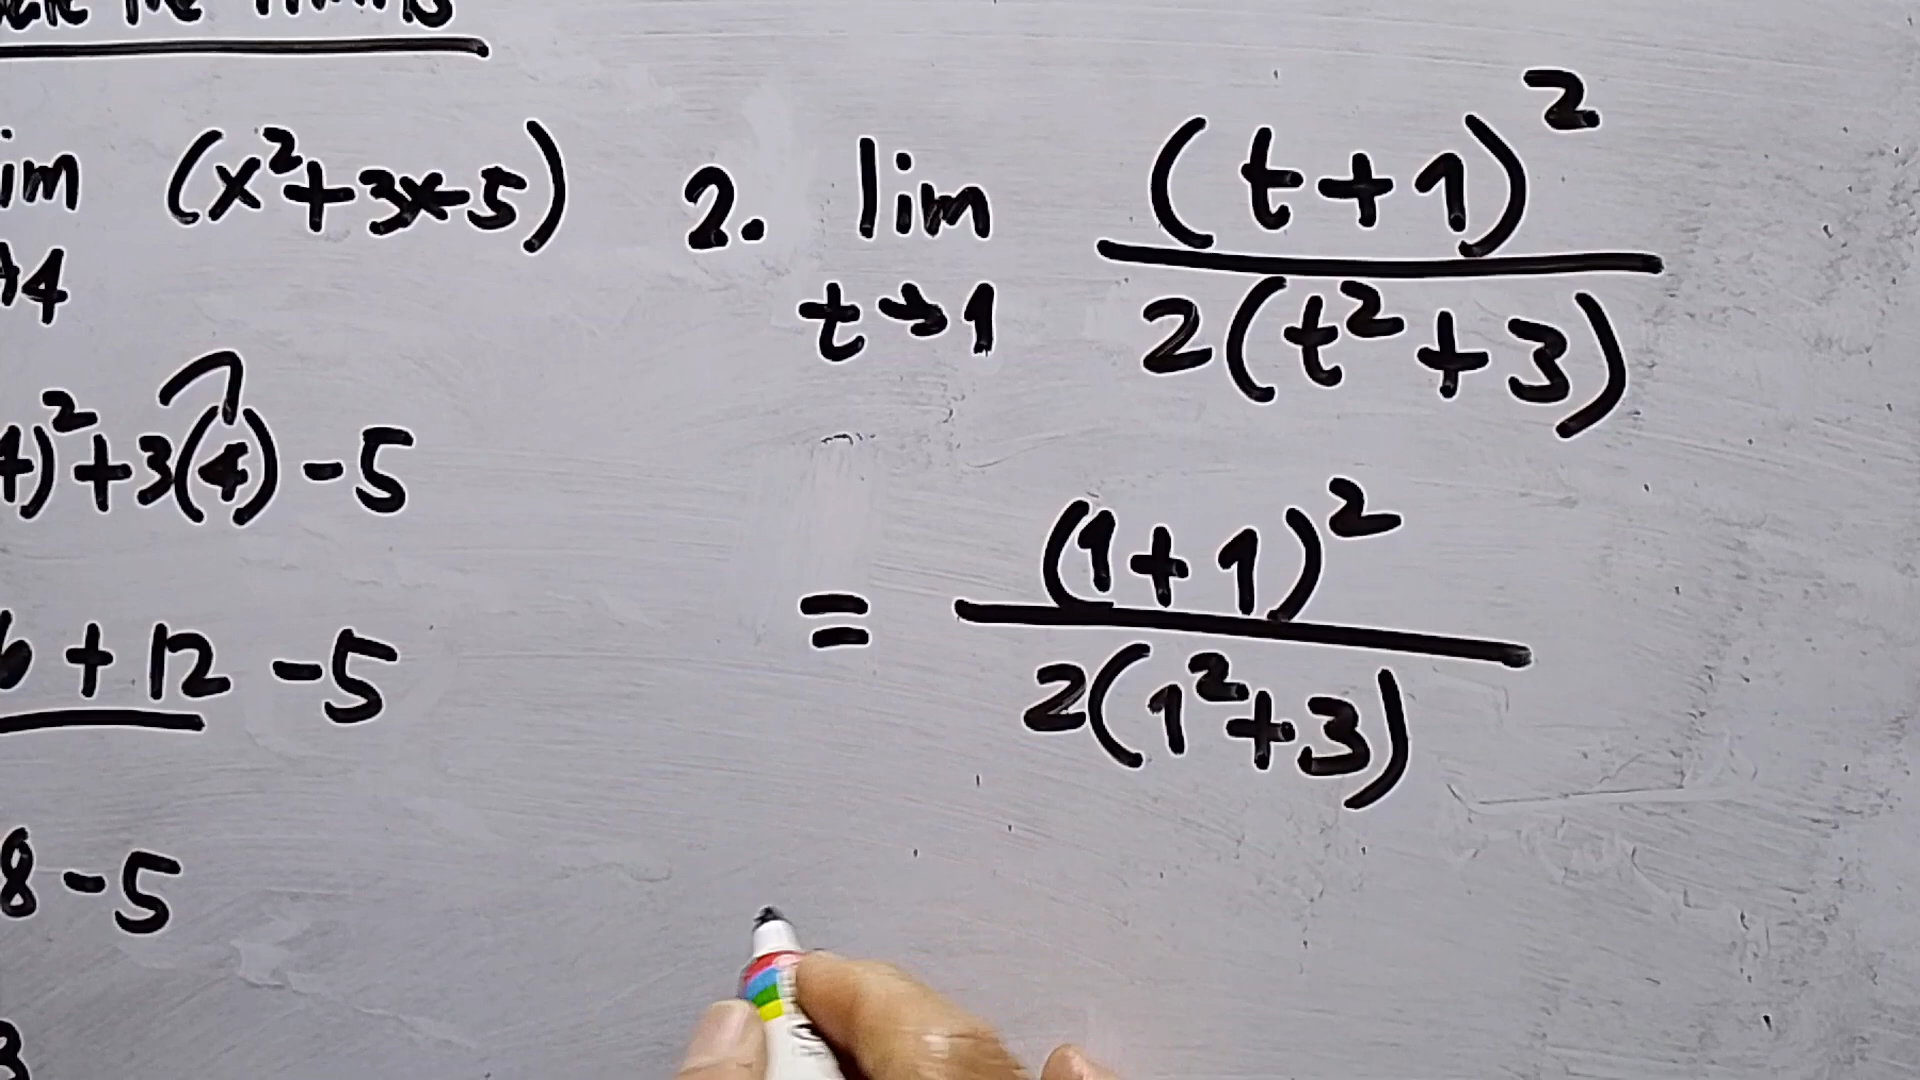 im (x²+3x-5)
→4
4)²+3(4) -5
6 + 12 -5
8-5
3
2. lim (t+1)²
t→1 2(t²+3)
= (1+1)²
2(1²+3)